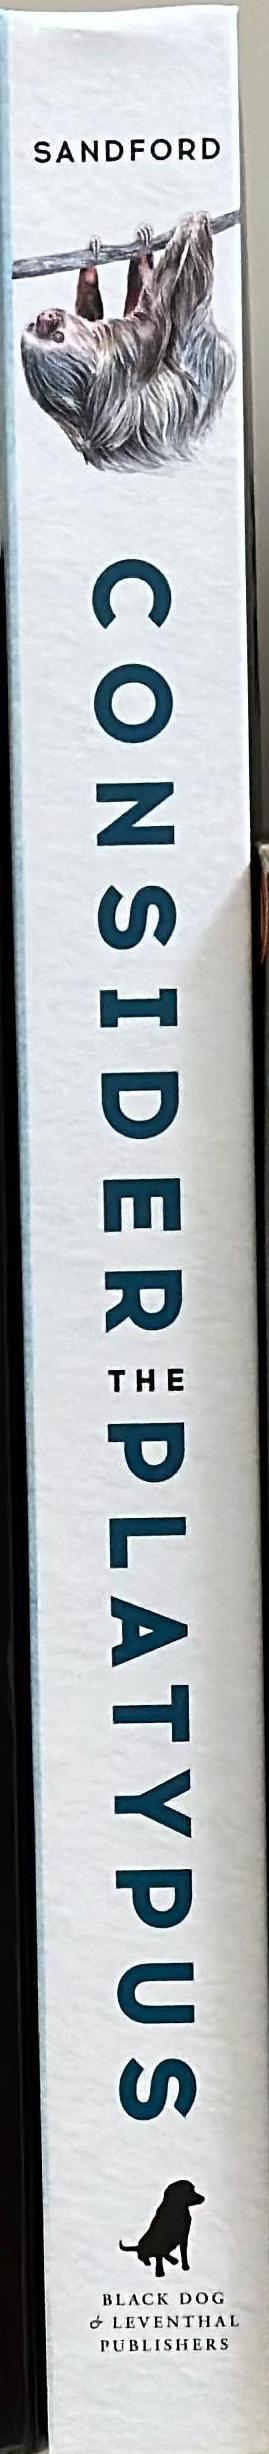 SANDFORD
CONSIDER
THE
PLATYPUS
BLACK DOG
& LEVENTHAL
PUBLISHERS